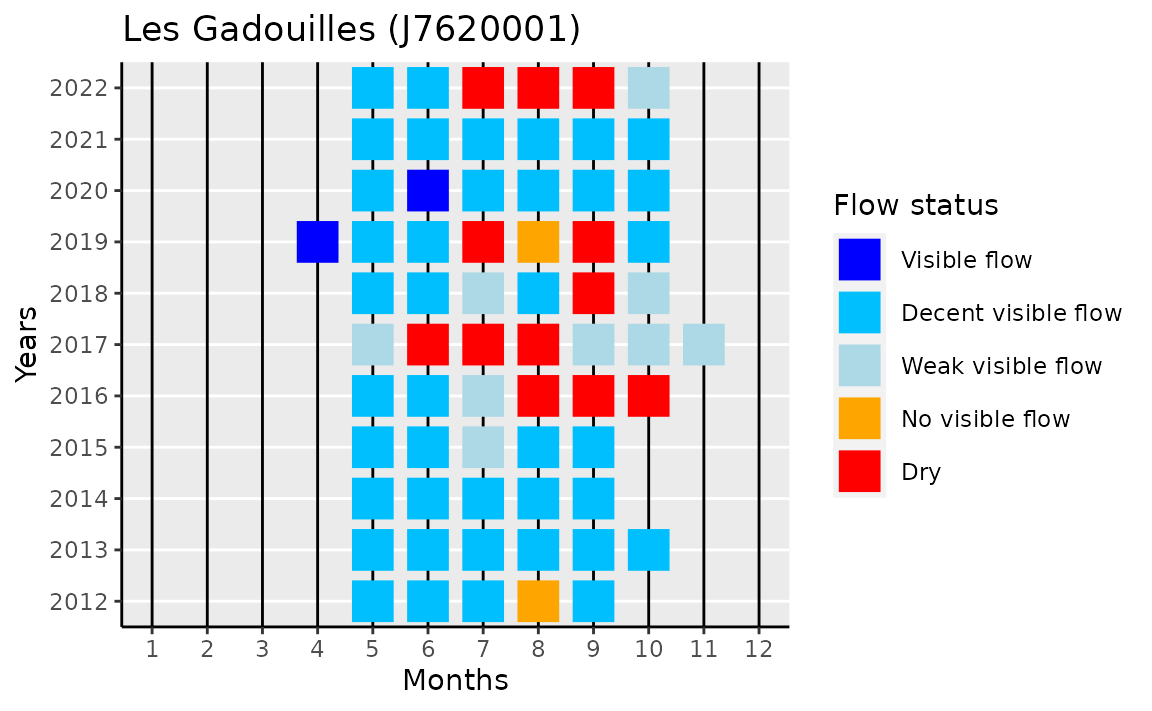 Les Gadouilles (J7620001)
Years
2022
2021
2020
2019
2018
2017
2016
2015
2014
2013
2012
1 2 3 4 5 6 7 8 9 10 11 12
Months
Flow status
Visible flow
Decent visible flow
Weak visible flow
No visible flow
Dry